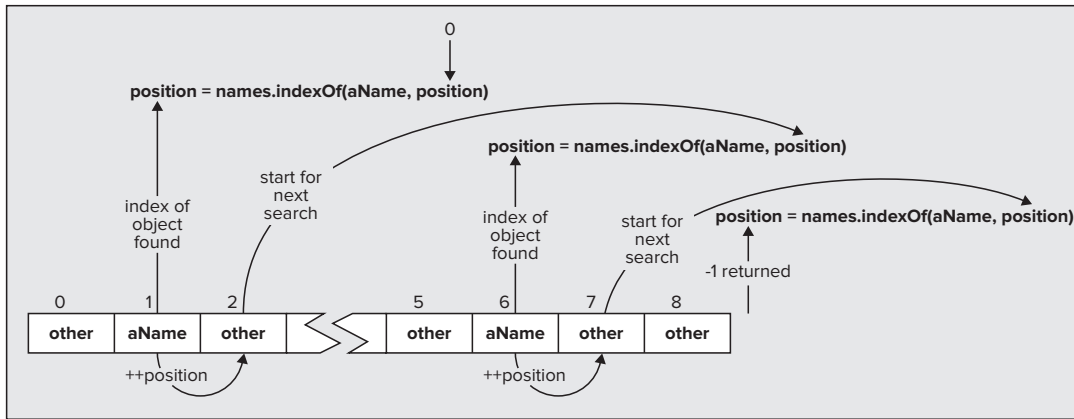 0
position = names.indexOf(aName, position)
position = names.indexOf(aName, position)
start for
next
search
index of
object
found
index of
object
found
start for
next
search
position = names.indexOf(aName, position)
-1 returned
0 1 2 5 6 7 8
other aName other other aName other other
++position ++position